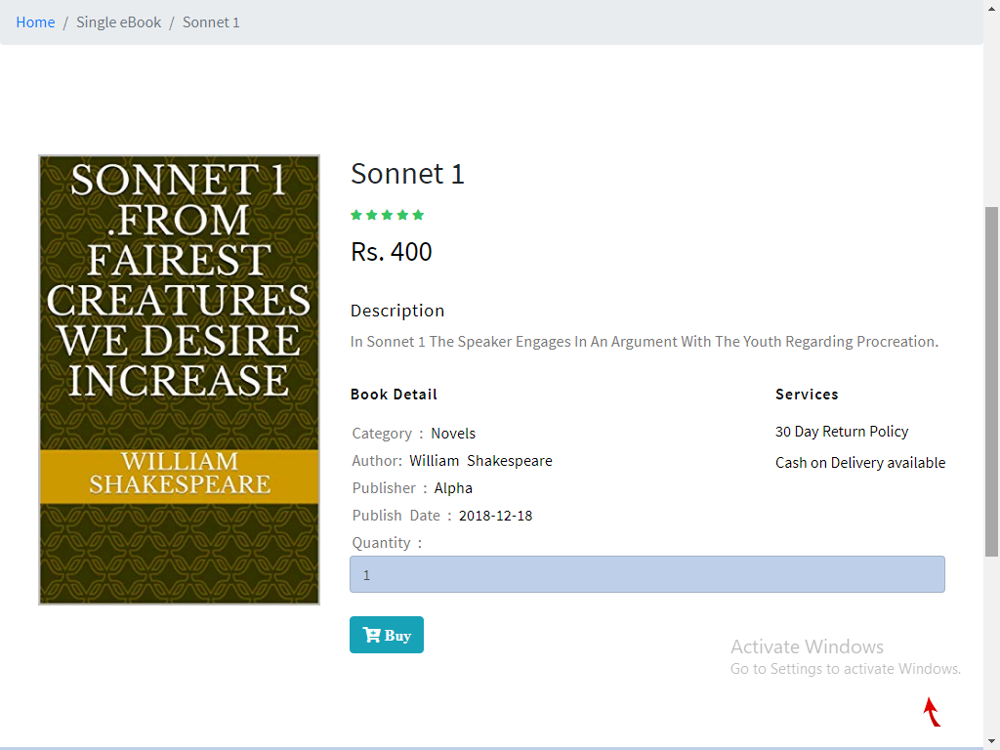 Home / Single eBook / Sonnet 1
SONNET 1
.FROM
FAIREST
CREATURES
WE DESIRE
INCREASE
WILLIAM
SHAKESPEARE
Sonnet 1
Rs. 400
Description
In Sonnet 1 The Speaker Engages In An Argument With The Youth Regarding Procreation.
Book Detail
Category : Novels
Author: William Shakespeare
Publisher : Alpha
Publish Date : 2018-12-18
Quantity :
1
Buy
Services
30 Day Return Policy
Cash on Delivery available
Activate Windows
Go to Settings to activate Windows.